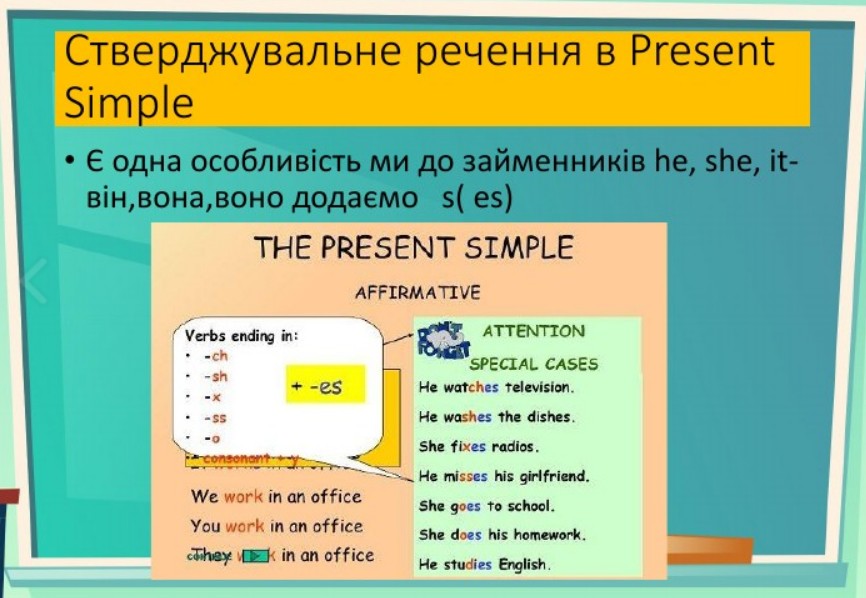 Стверджувальне речення в Present
Simple
• Є одна особливість ми до займенників he, she, it-
він,вона,воно додаємо s( es)
THE PRESENT SIMPLE
AFFIRMATIVE
Verbs ending in:
• -ch
• -sh
• -x
• -ss
• -o
• - consonant + y
+ -es
We work in an office
You work in an office
They in an office
DON'T FORGET
ATTENTION
SPECIAL CASES
He watches television.
He washes the dishes.
She fixes radios.
He misses his girlfriend.
She goes to school.
She does his homework.
He studies English.